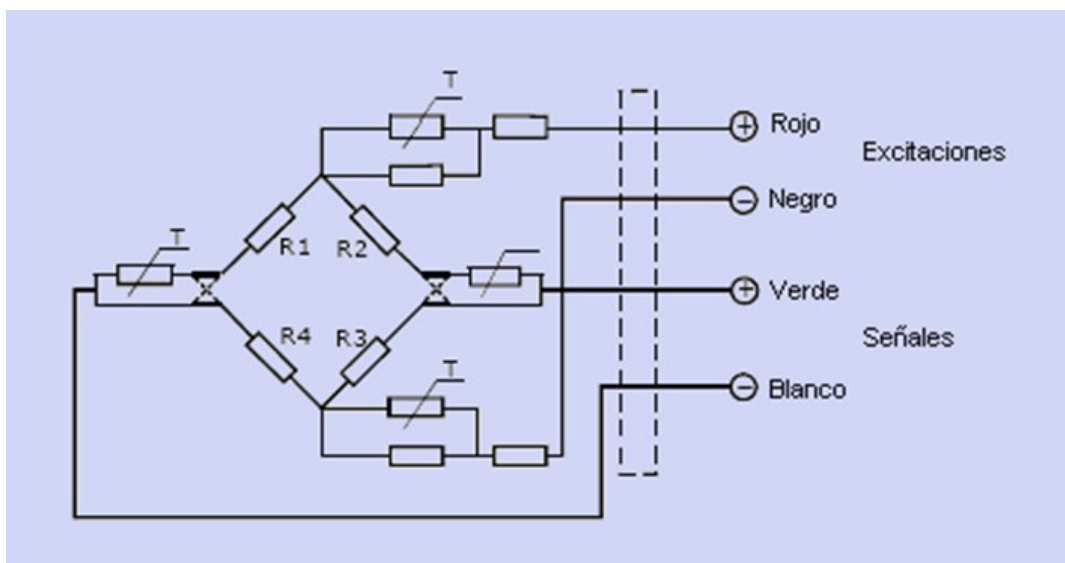 T
⊕ Rojo
Excitaciones
⊖ Negro
R1 R2
T
⊕ Verde
R4 R3
Señales
T
⊖ Blanco